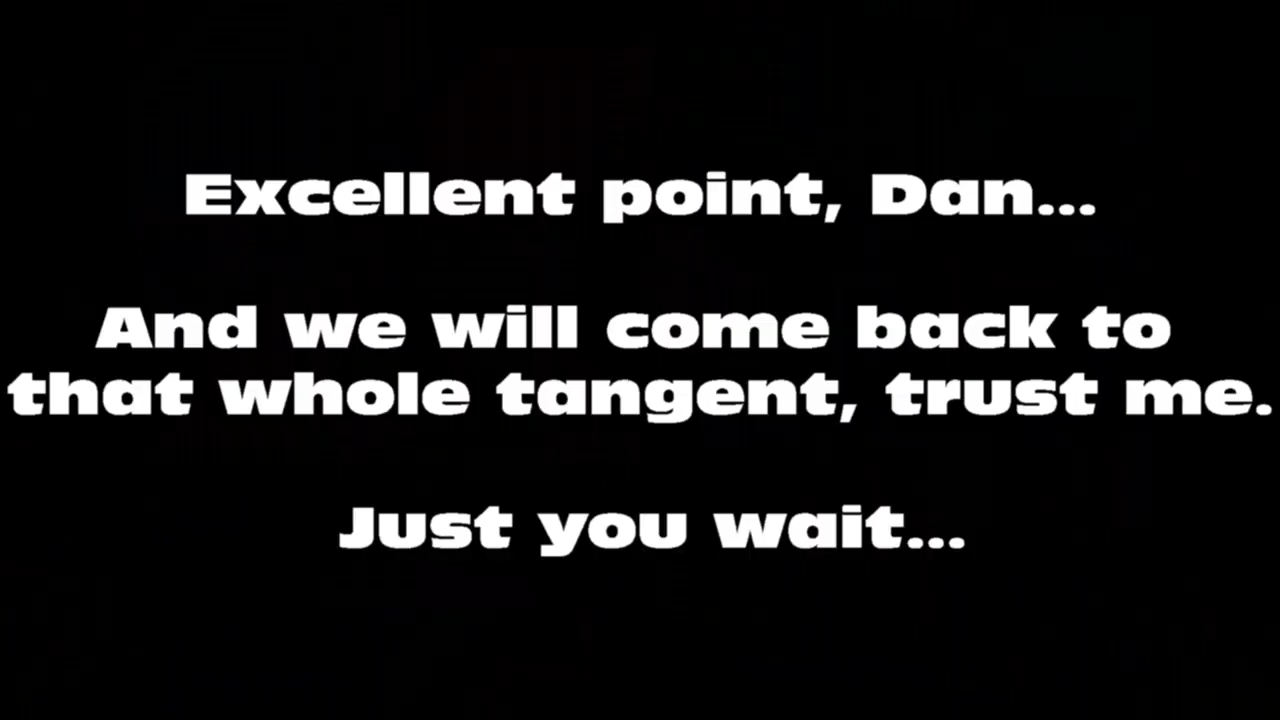 Excellent point, Dan...
And we will come back to
that whole tangent, trust me.
Just you wait...